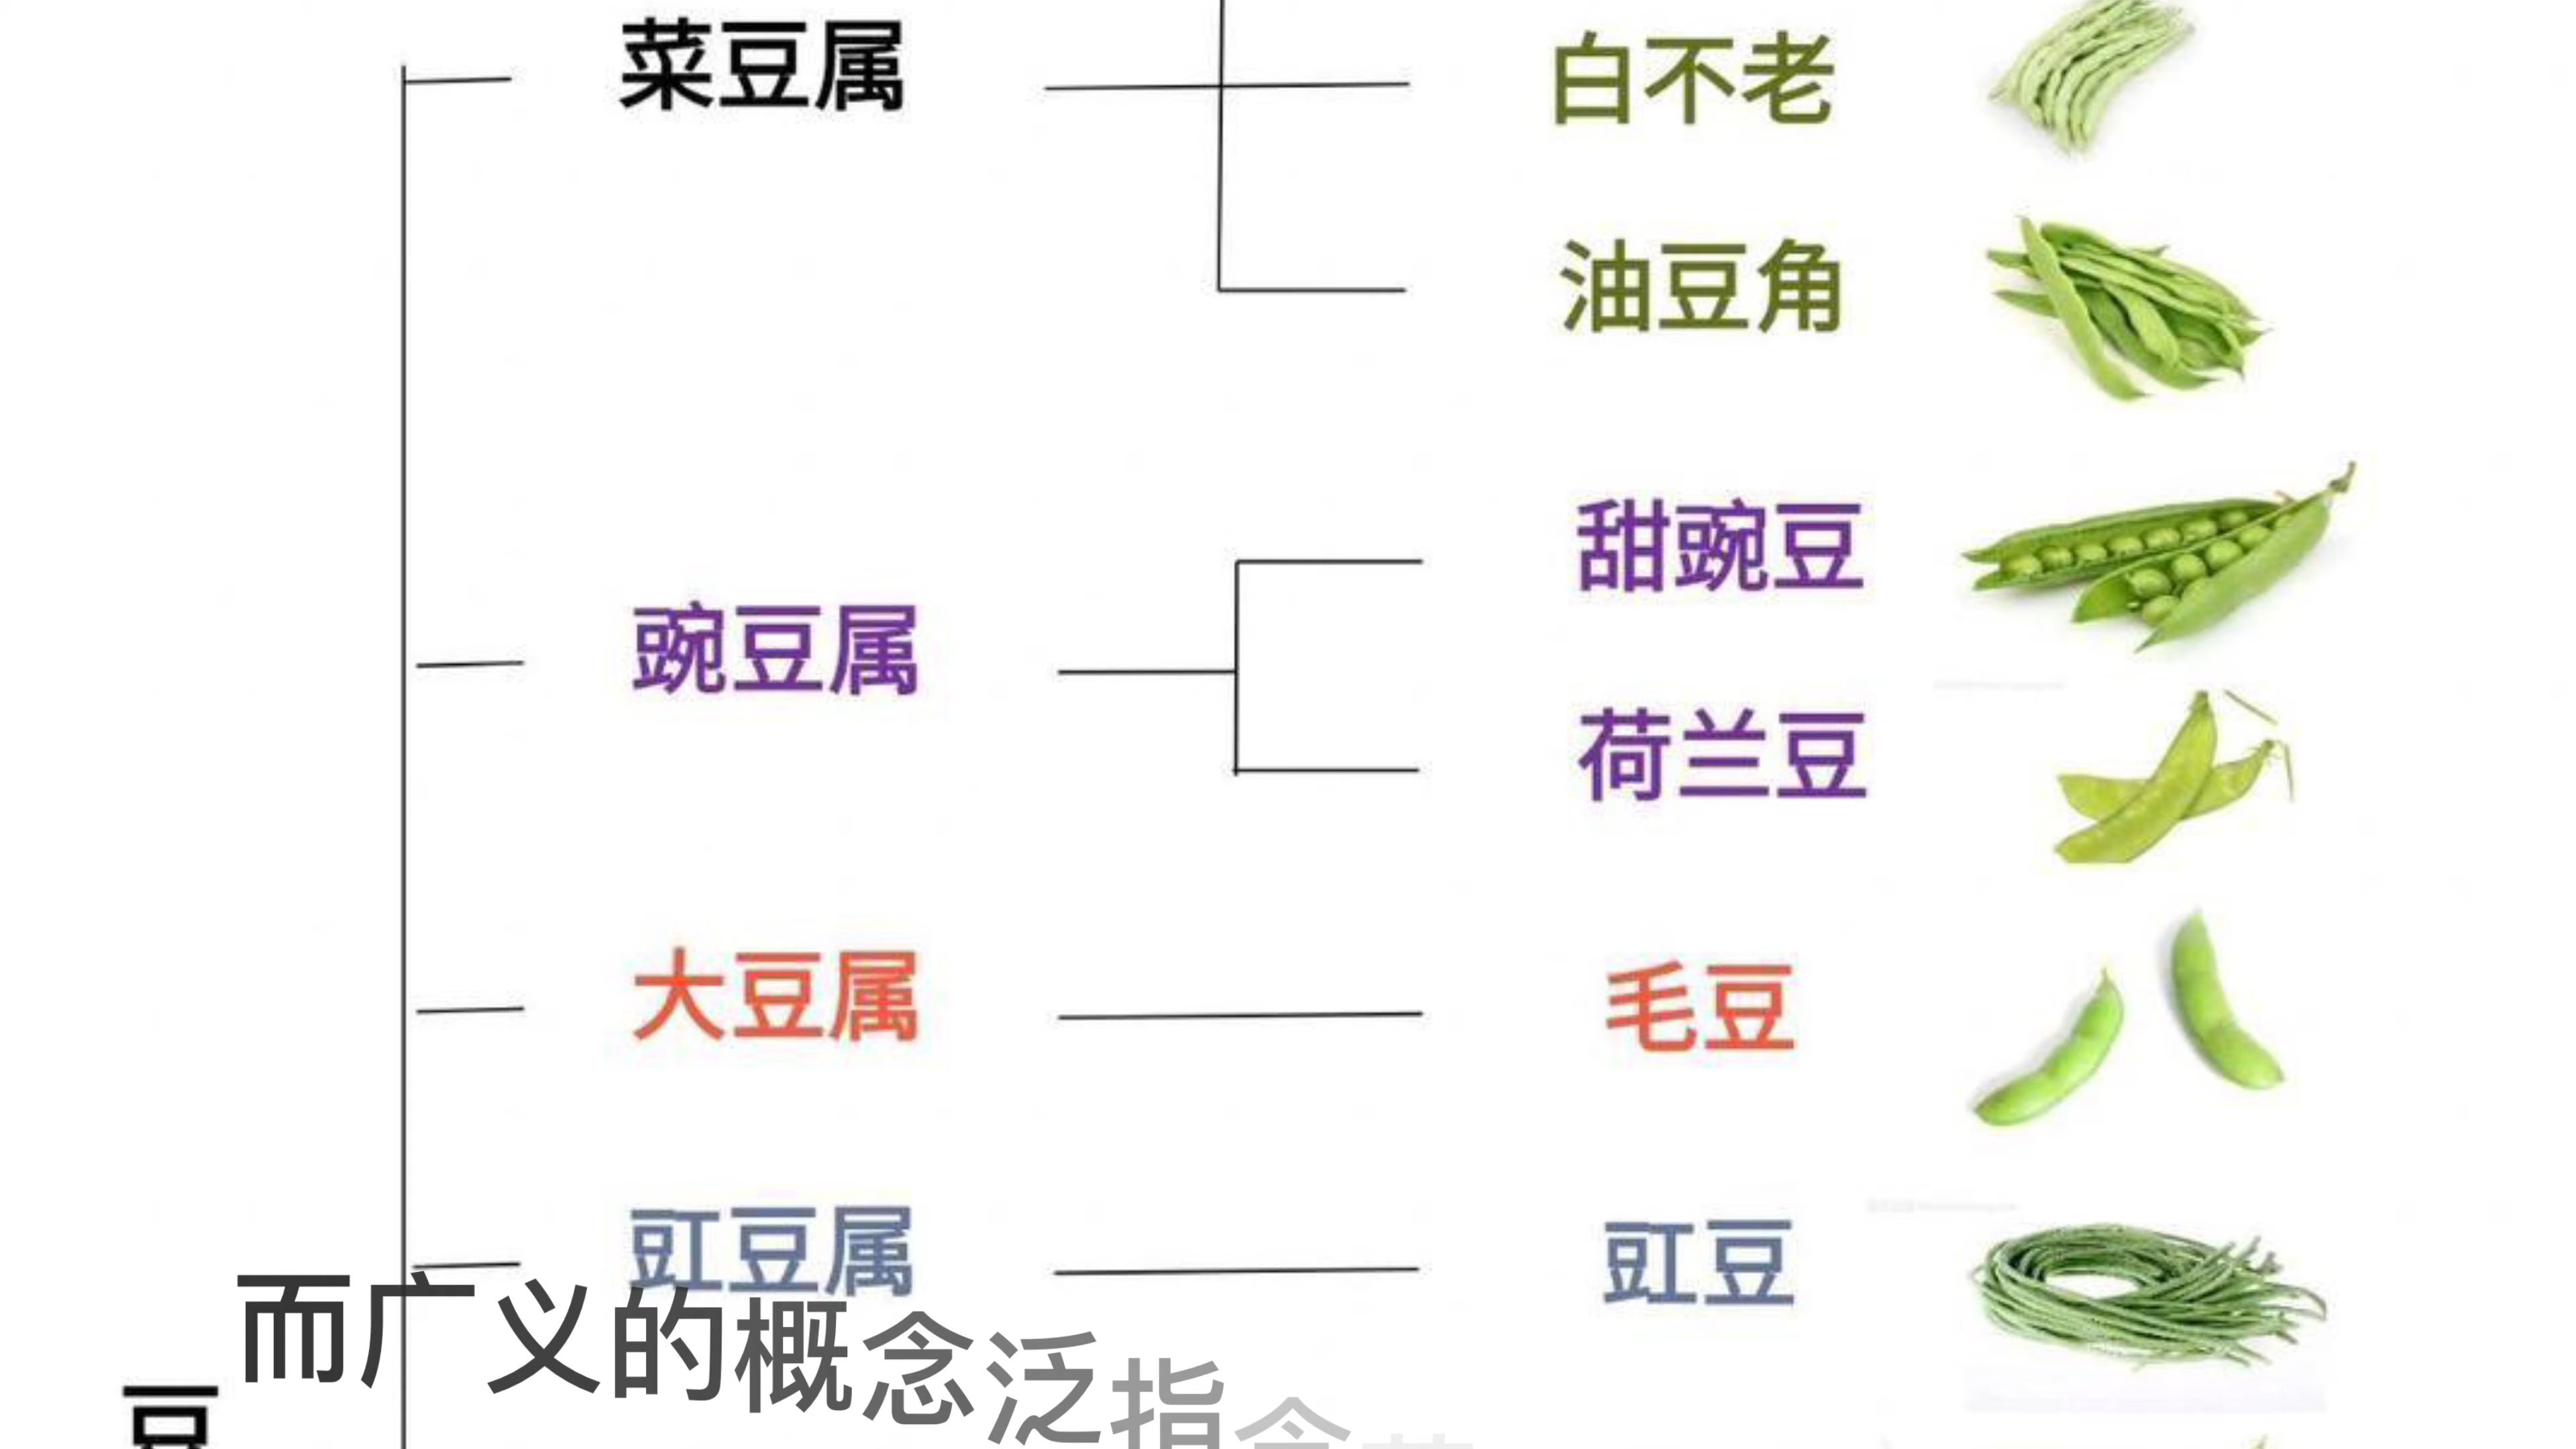 菜豆属
白不老
油豆角
甜豌豆
豌豆属
荷兰豆
大豆属
毛豆
豇豆属
豇豆
而广义的概念泛指
豆